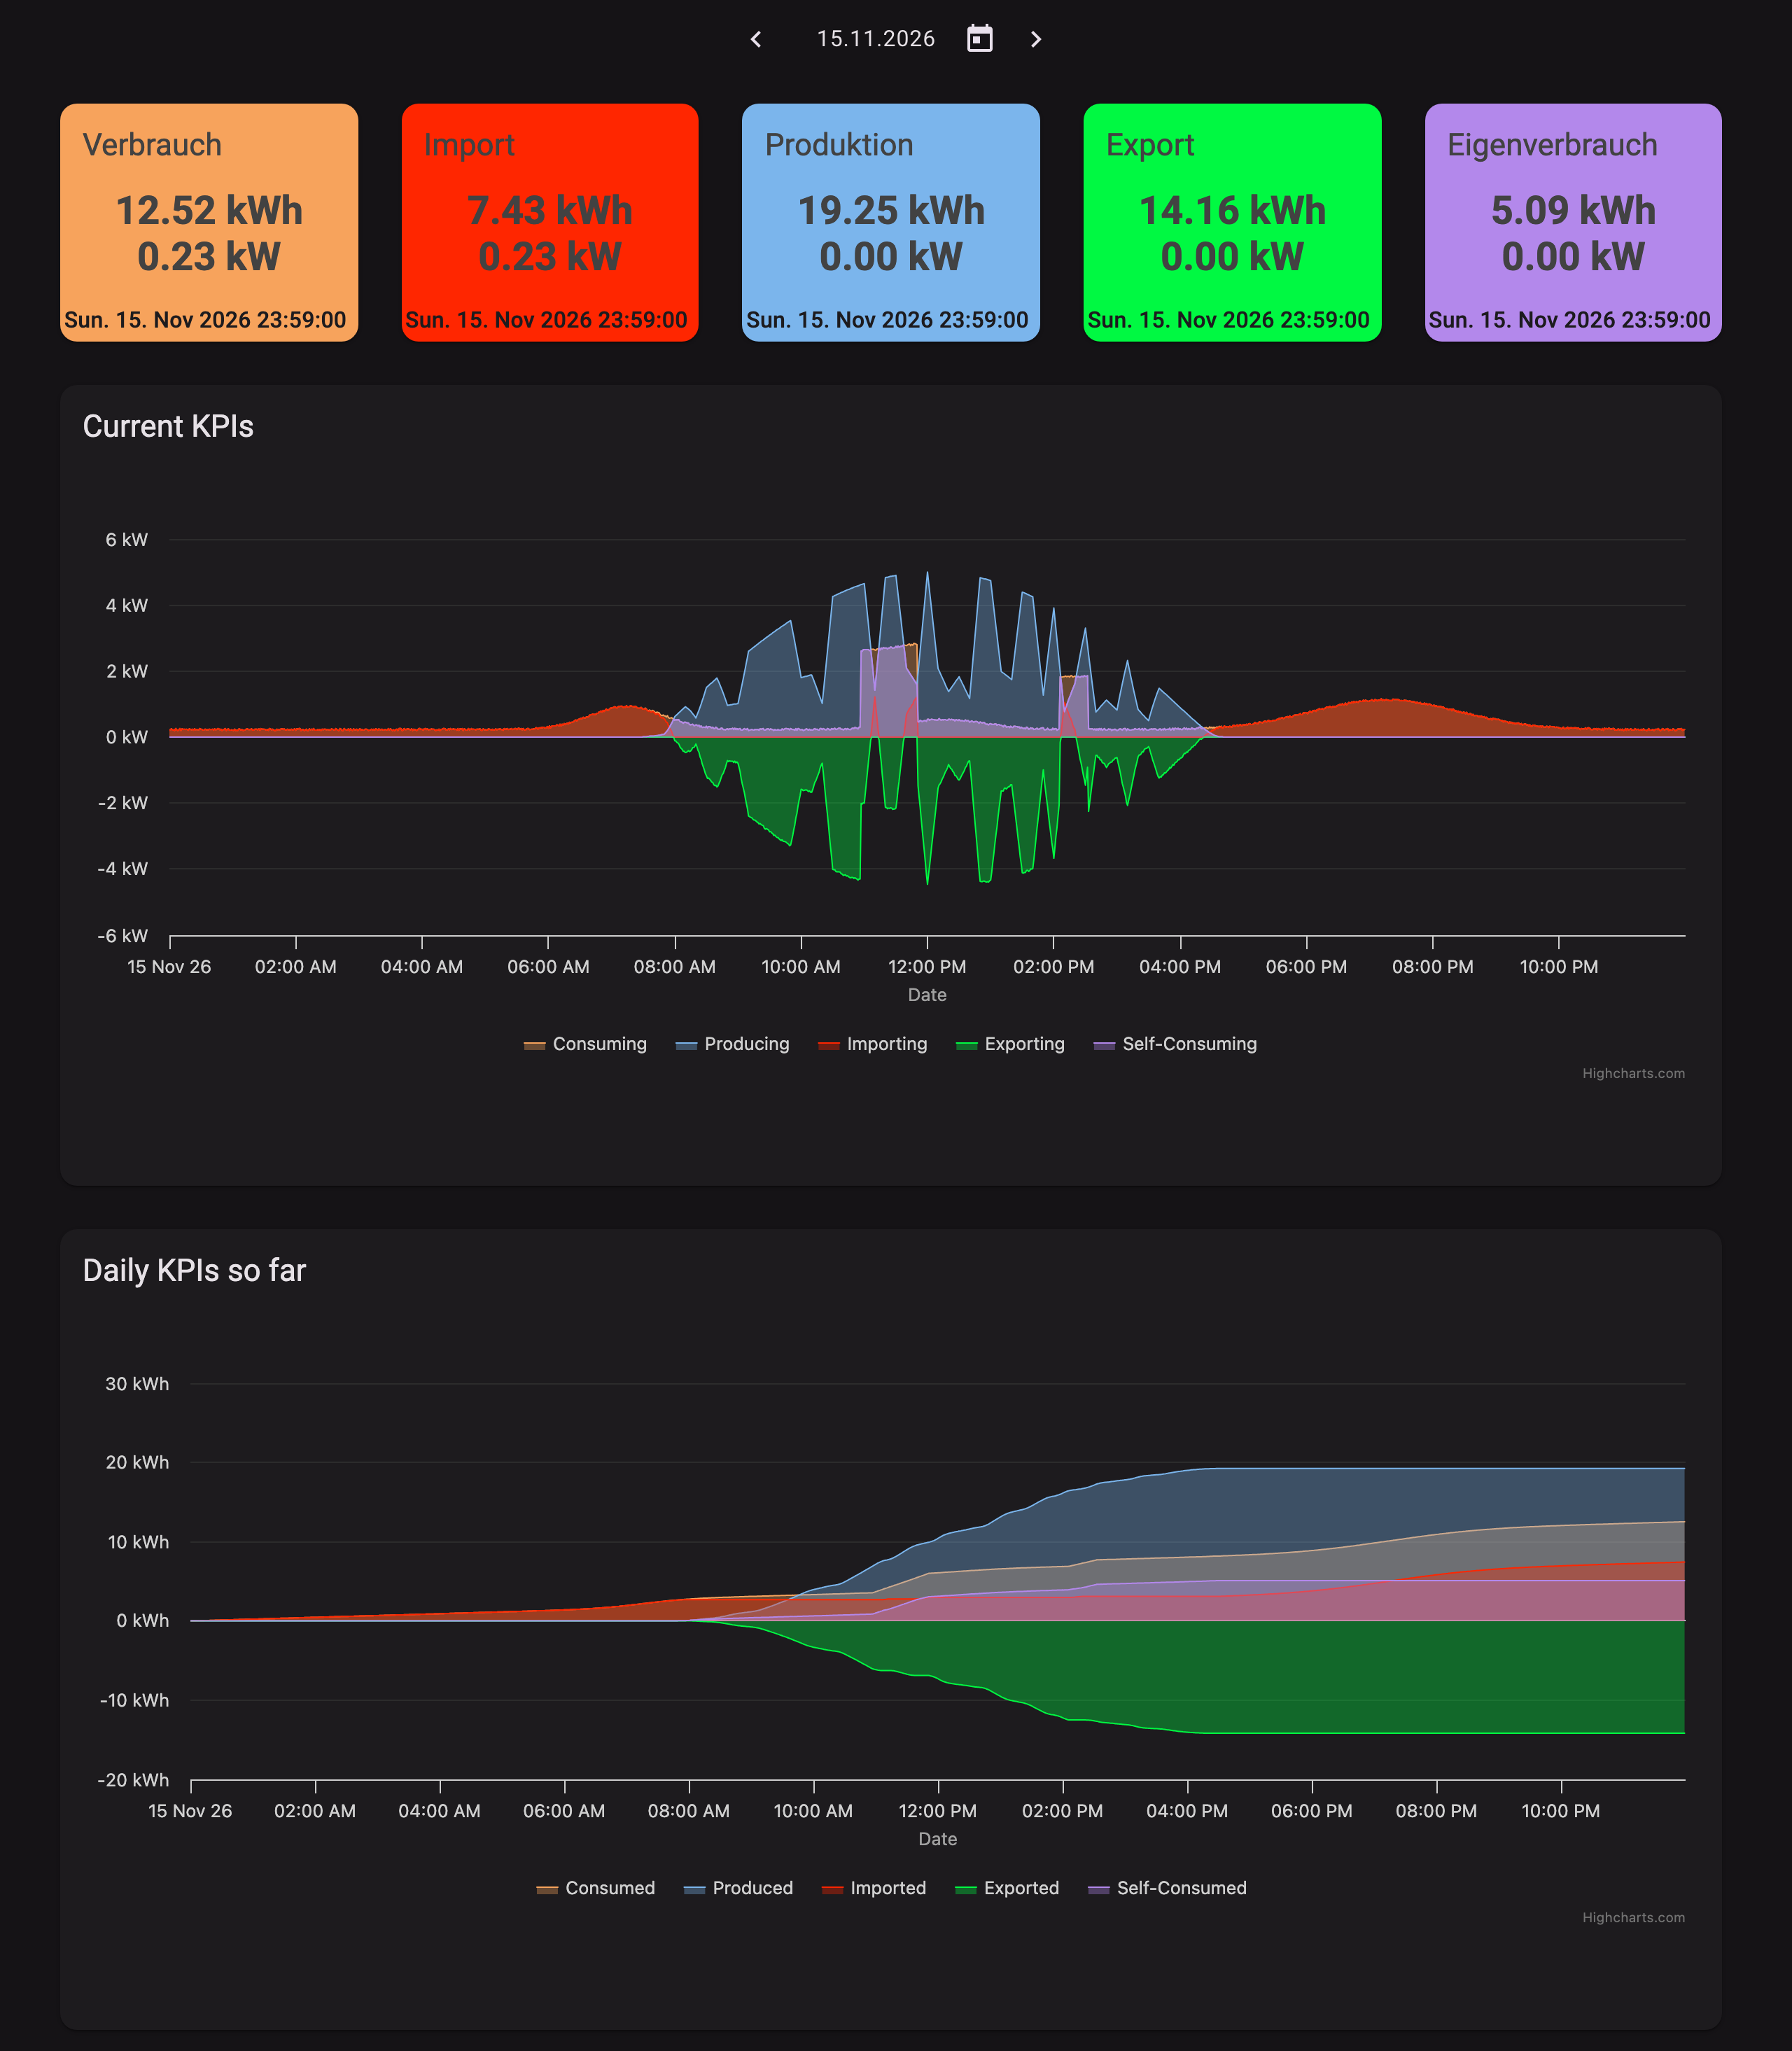 15.11.2026
Verbrauch
12.52 kWh
0.23 kW
Sun. 15. Nov 2026 23:59:00
Import
7.43 kWh
0.23 kW
Sun. 15. Nov 2026 23:59:00
Produktion
19.25 kWh
0.00 kW
Sun. 15. Nov 2026 23:59:00
Export
14.16 kWh
0.00 kW
Sun. 15. Nov 2026 23:59:00
Eigenverbrauch
5.09 kWh
0.00 kW
Sun. 15. Nov 2026 23:59:00
Current KPIs
6 kW
4 kW
2 kW
0 kW
-2 kW
-4 kW
-6 kW
15 Nov 26 02:00 AM 04:00 AM 06:00 AM 08:00 AM 10:00 AM 12:00 PM 02:00 PM 04:00 PM 06:00 PM 08:00 PM 10:00 PM
Date
Consuming Producing Importing Exporting Self-Consuming
Highcharts.com
Daily KPIs so far
30 kWh
20 kWh
10 kWh
0 kWh
-10 kWh
-20 kWh
15 Nov 26 02:00 AM 04:00 AM 06:00 AM 08:00 AM 10:00 AM 12:00 PM 02:00 PM 04:00 PM 06:00 PM 08:00 PM 10:00 PM
Date
Consumed Produced Imported Exported Self-Consumed
Highcharts.com